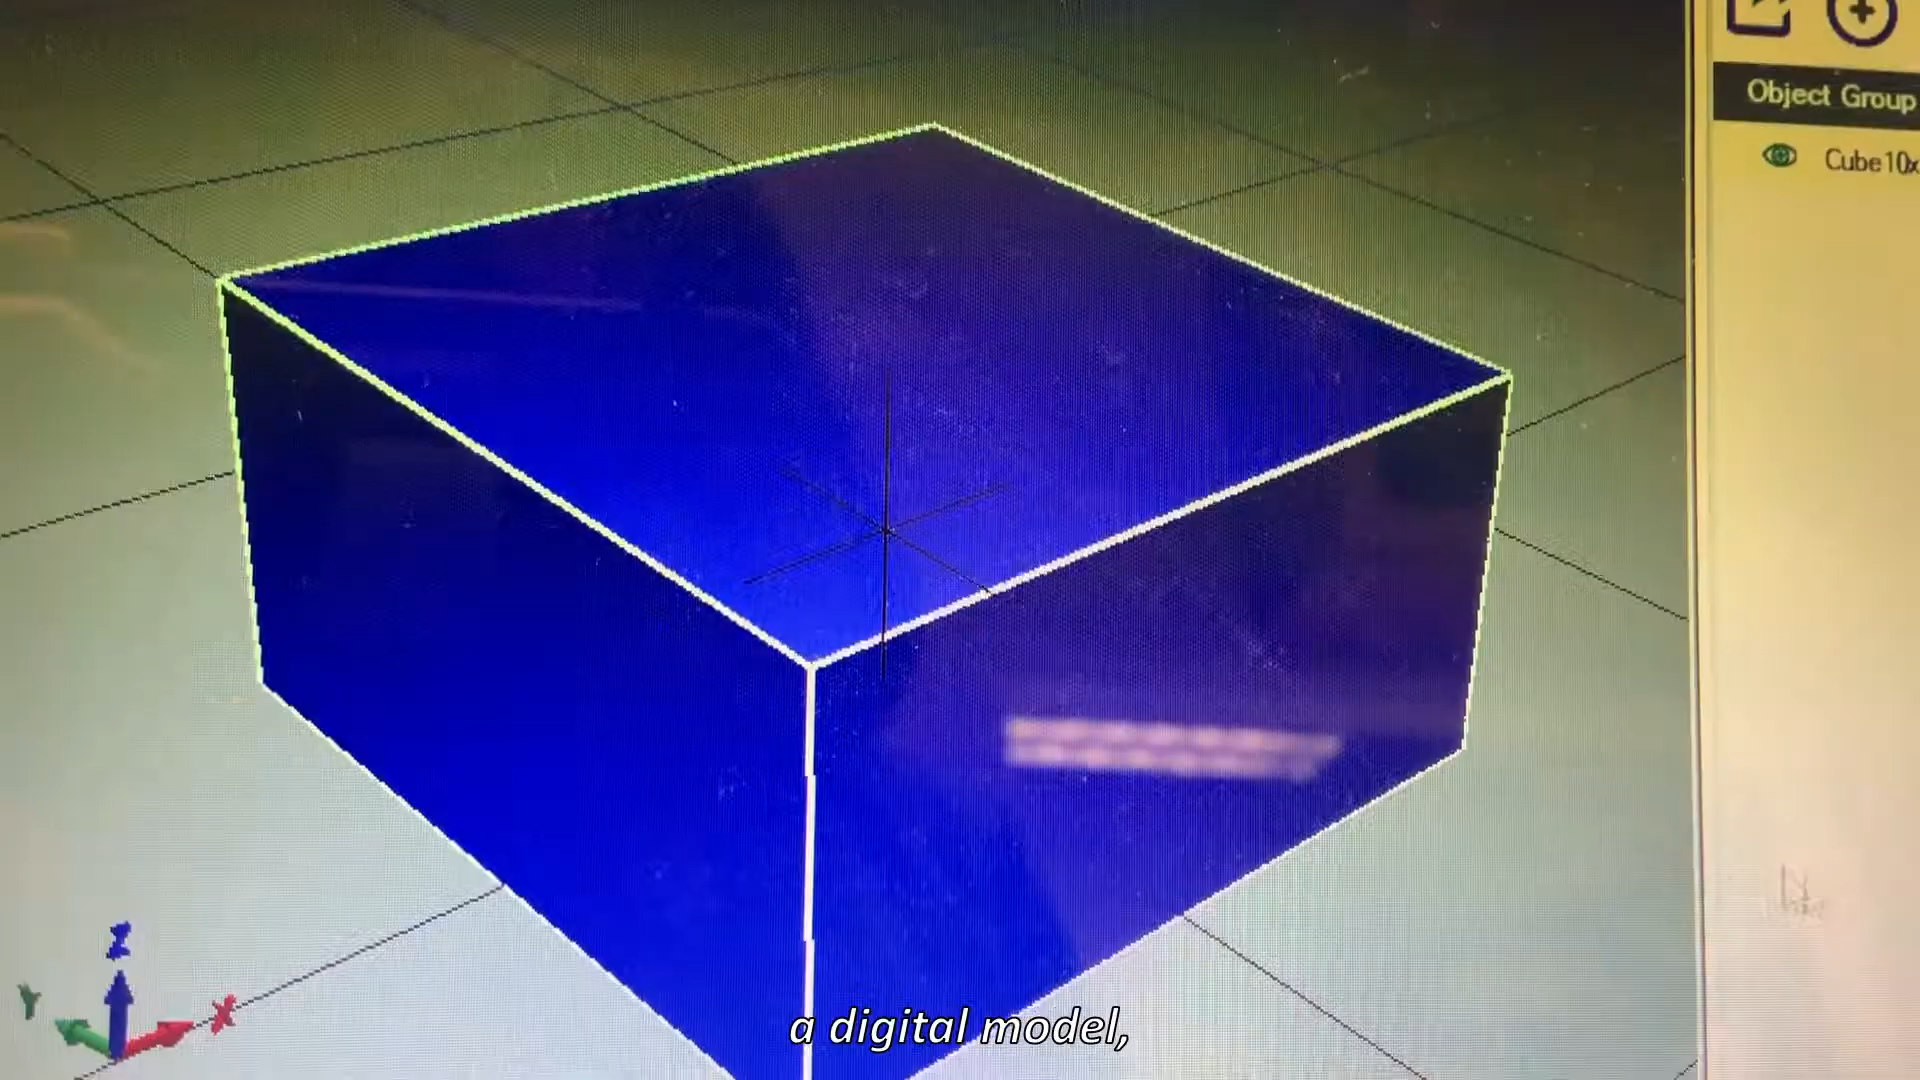 Object Group
Cube10x
Z
Y
X
a digital model,